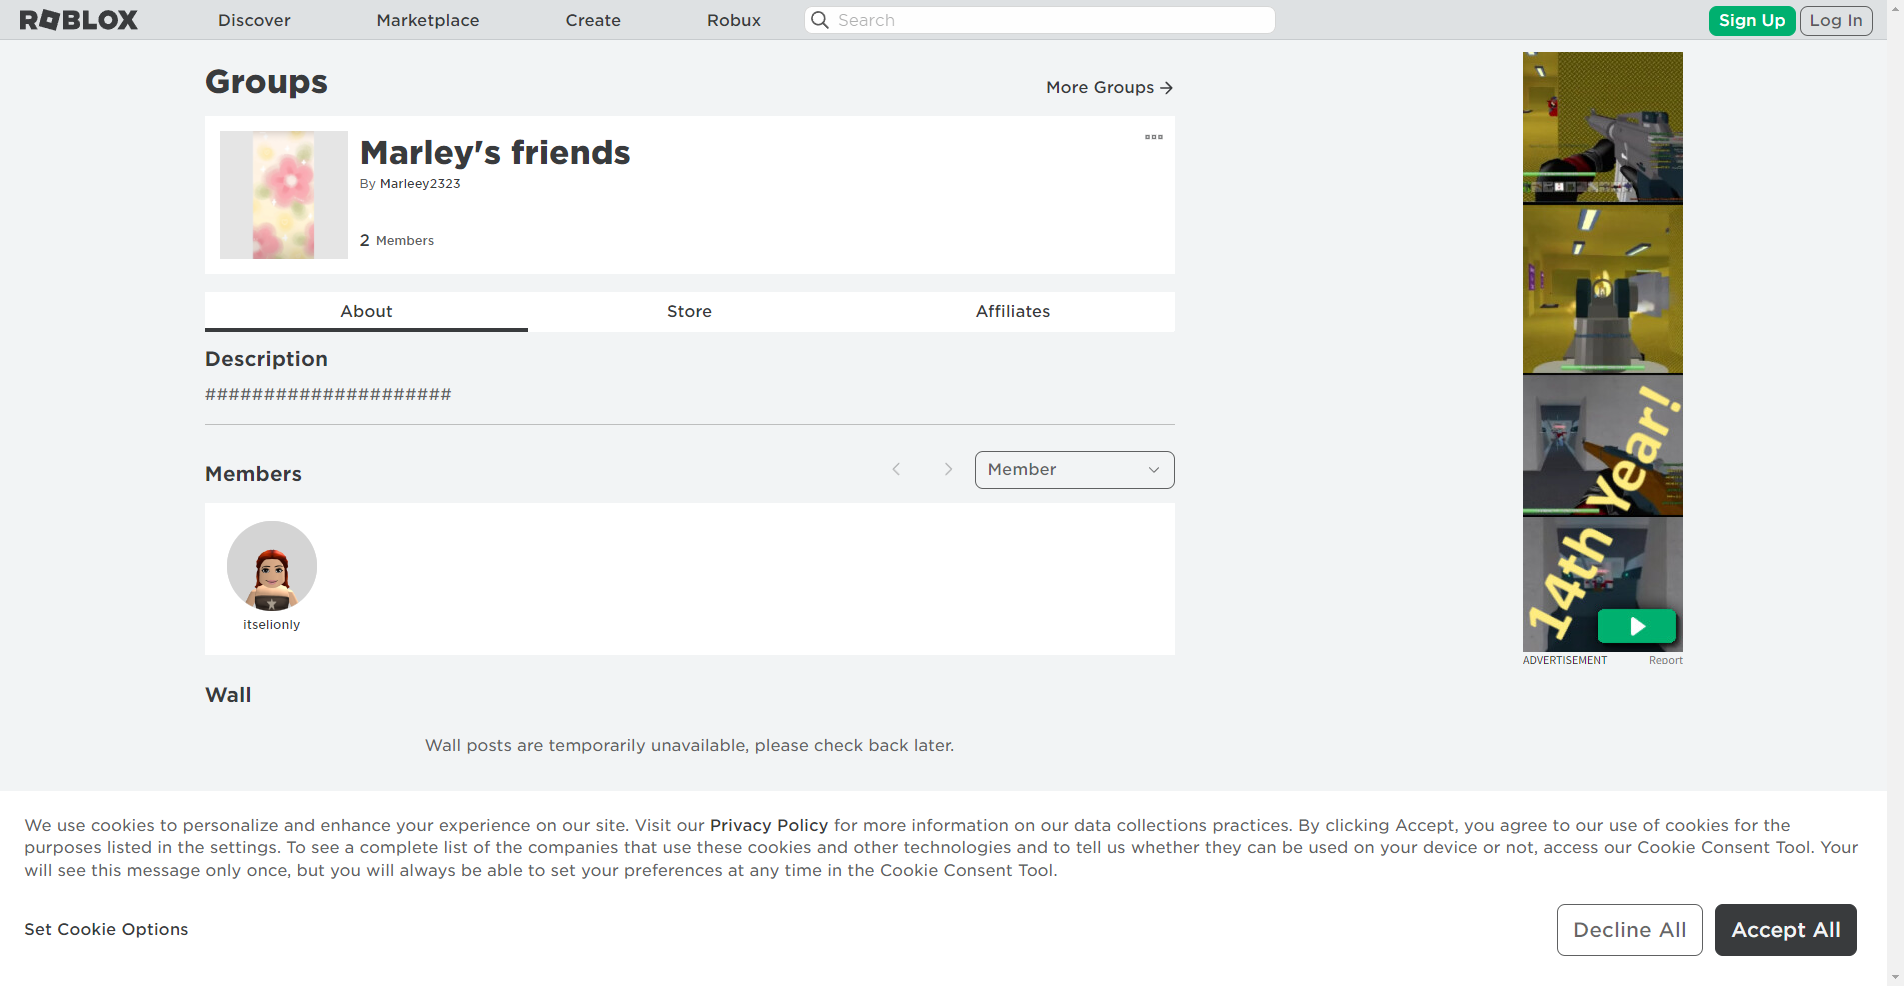 ROBLOX
Discover
Marketplace
Create
Robux
Search
Sign Up
Log In
Groups
More Groups
Marley's friends
By Marleey2323
2 Members
About
Store
Affiliates
Description
#####################
Members
Member
itselionly
Wall
Wall posts are temporarily unavailable, please check back later.
14th Year!
ADVERTISEMENT
Report
We use cookies to personalize and enhance your experience on our site. Visit our Privacy Policy for more information on our data collections practices. By clicking Accept, you agree to our use of cookies for the
purposes listed in the settings. To see a complete list of the companies that use these cookies and other technologies and to tell us whether they can be used on your device or not, access our Cookie Consent Tool. Your
will see this message only once, but you will always be able to set your preferences at any time in the Cookie Consent Tool.
Set Cookie Options
Decline All
Accept All